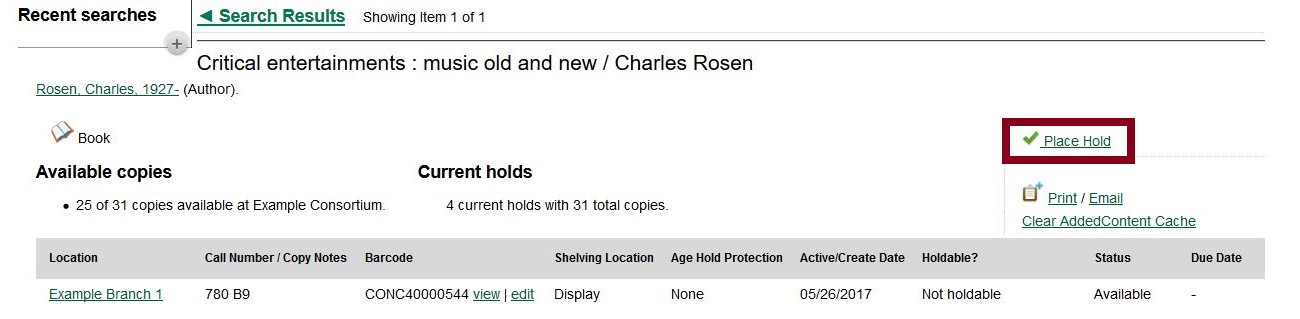 Recent searches
◄ Search Results Showing Item 1 of 1
+
Critical entertainments : music old and new / Charles Rosen
Rosen, Charles, 1927- (Author).
Book
Place Hold
Available copies Current holds
• 25 of 31 copies available at Example Consortium. 4 current holds with 31 total copies.
Print / Email
Clear AddedContent Cache
Location Call Number / Copy Notes Barcode Shelving Location Age Hold Protection Active/Create Date Holdable? Status Due Date
Example Branch 1 780 B9 CONC40000544 view | edit Display None 05/26/2017 Not holdable Available -